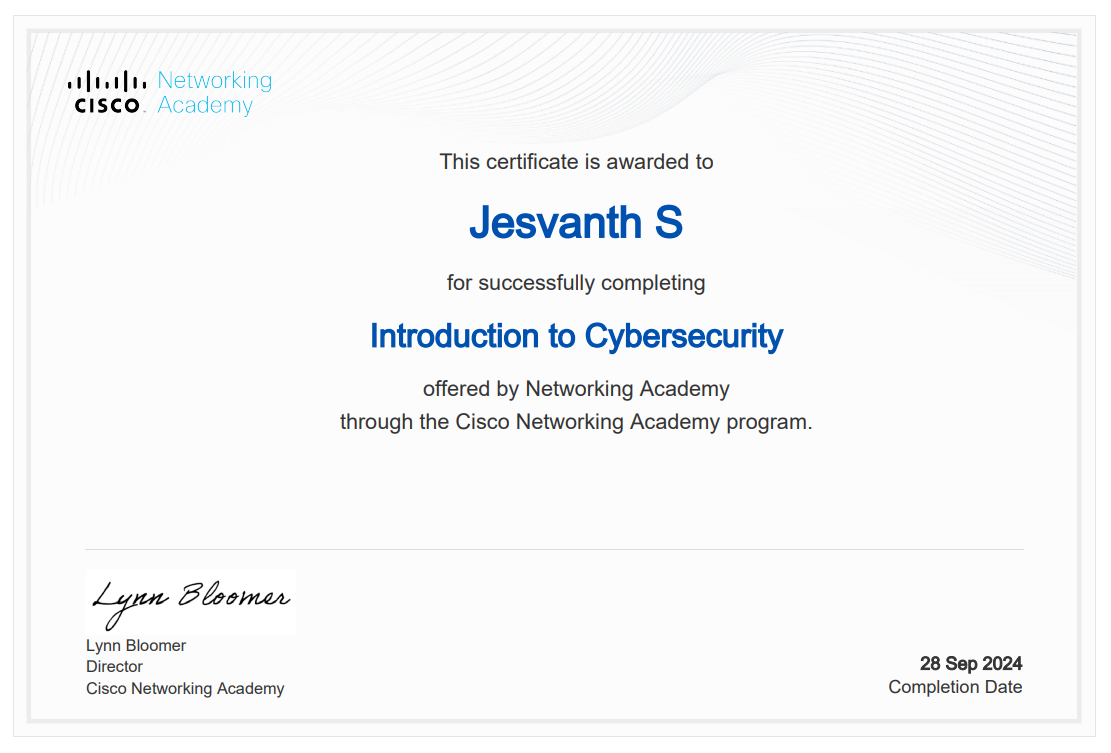 Networking
CISCO. Academy
This certificate is awarded to
Jesvanth S
for successfully completing
Introduction to Cybersecurity
offered by Networking Academy
through the Cisco Networking Academy program.
Lynn Bloomer
Lynn Bloomer
Director
Cisco Networking Academy
28 Sep 2024
Completion Date